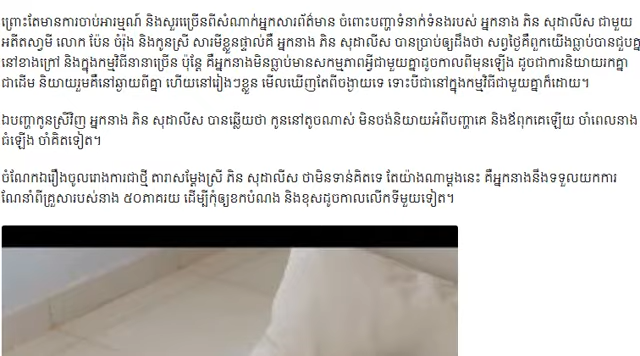 ព្រោះតែមានការចាប់អារម្មណ៍ និងសួរច្រើនពីសំណាក់អ្នកសារព័ត៌មាន ចំពោះបញ្ហាទំនាក់ទំនងរបស់ អ្នកនាង ភិន សុដាលីស ជាមួយ
អតីតស្វាមី លោក ប៉ែន ចំរ៉ុង និងកូនស្រី សារមីខ្លួនផ្ទាល់គឺ អ្នកនាង ភិន សុដាលីស បានប្រាប់ឲ្យដឹងថា សព្វថ្ងៃគឺពួកយើងធ្លាប់បានជួបគ្នា
នៅខាងក្រៅ និងក្នុងកម្មវិធីនានាច្រើន ប៉ុន្តែ គឺអ្នកនាងមិនធ្លាប់មានសកម្មភាពអ្វីជាមួយគ្នាដូចកាលពីមុនឡើង ដូចជាការនិយាយរកគ្នា
ជាដើម និយាយរួមគឺនៅឆ្ងាយពីគ្នា ហើយនៅរៀងៗខ្លួន មើលឃើញតែពីចង្ងាយទេ ទោះបីជានៅក្នុងកម្មវិធីជាមួយគ្នាក៏ដោយ។
ឯបញ្ហាកូនស្រីវិញ អ្នកនាង ភិន សុដាលីស បានឆ្លើយថា កូននៅតូចណាស់ មិនចង់និយាយអំពីបញ្ហាគេ និងឪពុកគេឡើយ ចាំពេលនាង
ធំឡើង ចាំគិតទៀត។
ចំណែកឯរឿងចូលរោងការជាថ្មី តារាសម្ដែងស្រី ភិន សុដាលីស ថាមិនទាន់គិតទេ តែយ៉ាងណាម្ដងនេះ គឺអ្នកនាងនឹងទទួលយកការ
ណែនាំពីគ្រួសាររបស់នាង ៥០ភាគរយ ដើម្បីកុំឲ្យខកបំណង និងខុសដូចកាលលើកទីមួយទៀត។